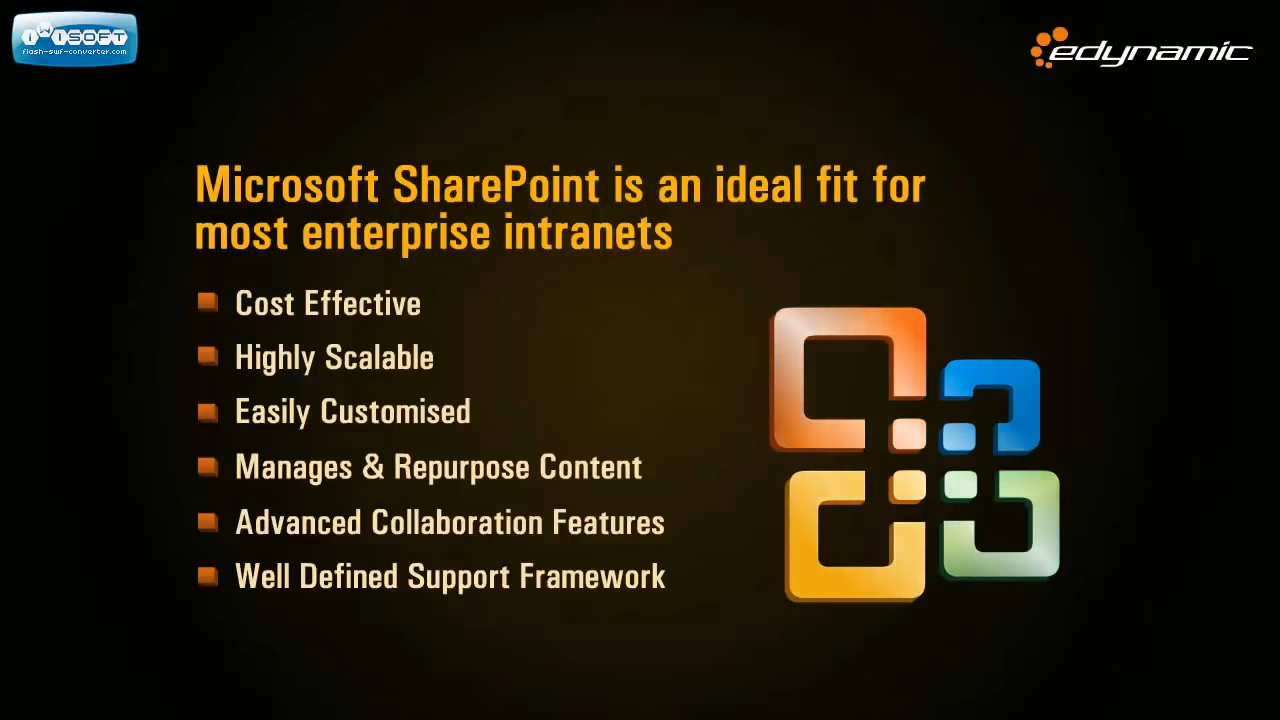 iWiSOFT
flash-swf-converter.com
edynamic
Microsoft SharePoint is an ideal fit for
most enterprise intranets
Cost Effective
Highly Scalable
Easily Customised
Manages & Repurpose Content
Advanced Collaboration Features
Well Defined Support Framework